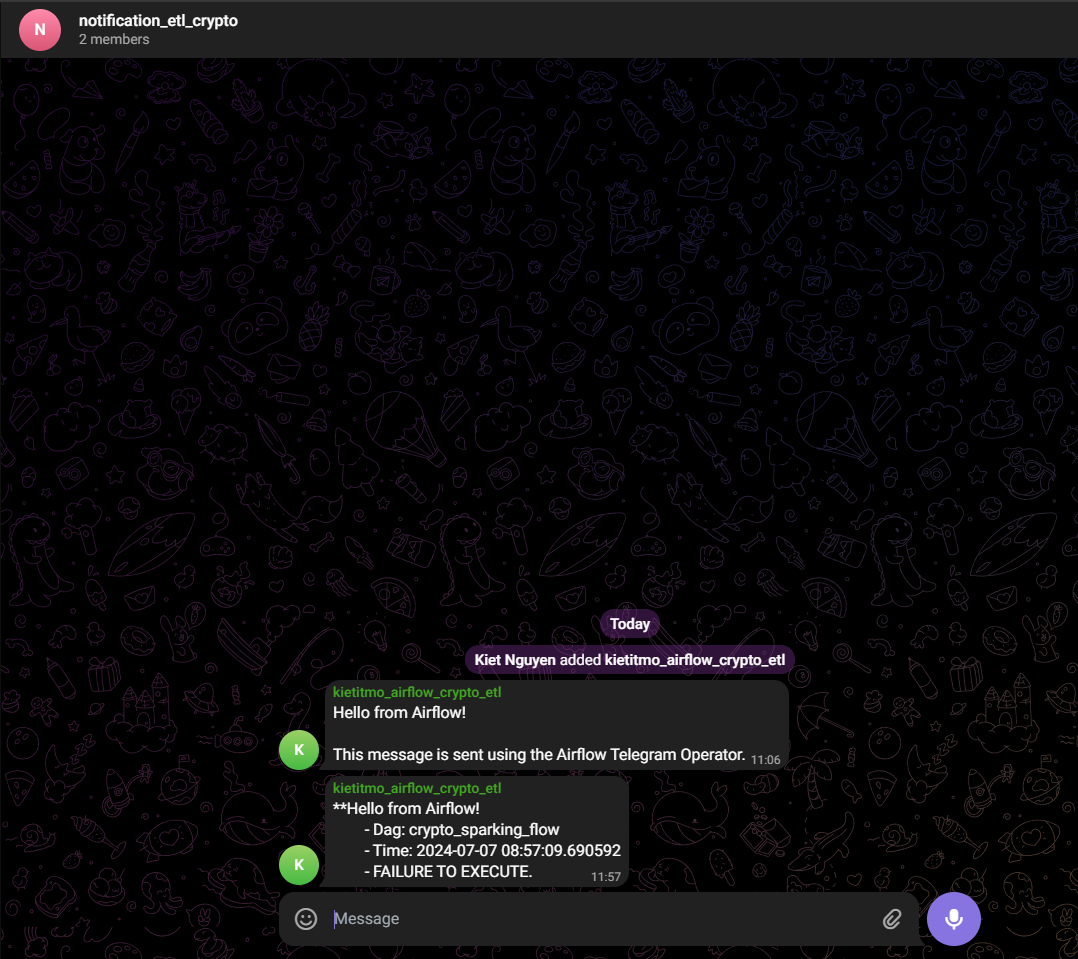 N
notification_etl_crypto
2 members
Today
Kiet Nguyen added kietitmo_airflow_crypto_etl
kietitmo_airflow_crypto_etl
Hello from Airflow!
This message is sent using the Airflow Telegram Operator. 11:06
K
kietitmo_airflow_crypto_etl
**Hello from Airflow!
- Dag: crypto_sparking_flow
- Time: 2024-07-07 08:57:09.690592
- FAILURE TO EXECUTE. 11:57
K
Message